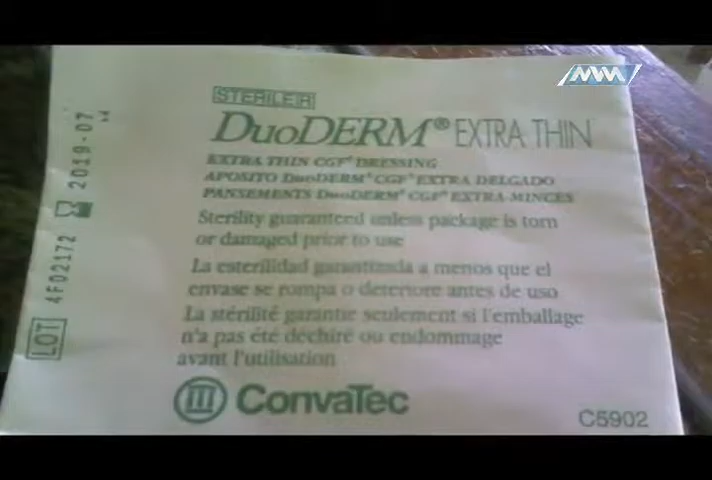 MWM
STERILE R
DuoDERM® EXTRA THIN
EXTRA THIN CGF® DRESSING
APOSITO DuoDERM® CGF® EXTRA DELGADO
PANSEMENTS DuoDERM® CGF® EXTRA MINCES
Sterility guaranteed unless package is torn
or damaged prior to use
La esterilidad garantizada a menos que el
envase se rompa o deteriore antes de uso
La stérilité garantie seulement si l'emballage
n'a pas été déchiré ou endommage
avant l'utilisation
ConvaTec
C5902
LOT 4F02172 2019-07